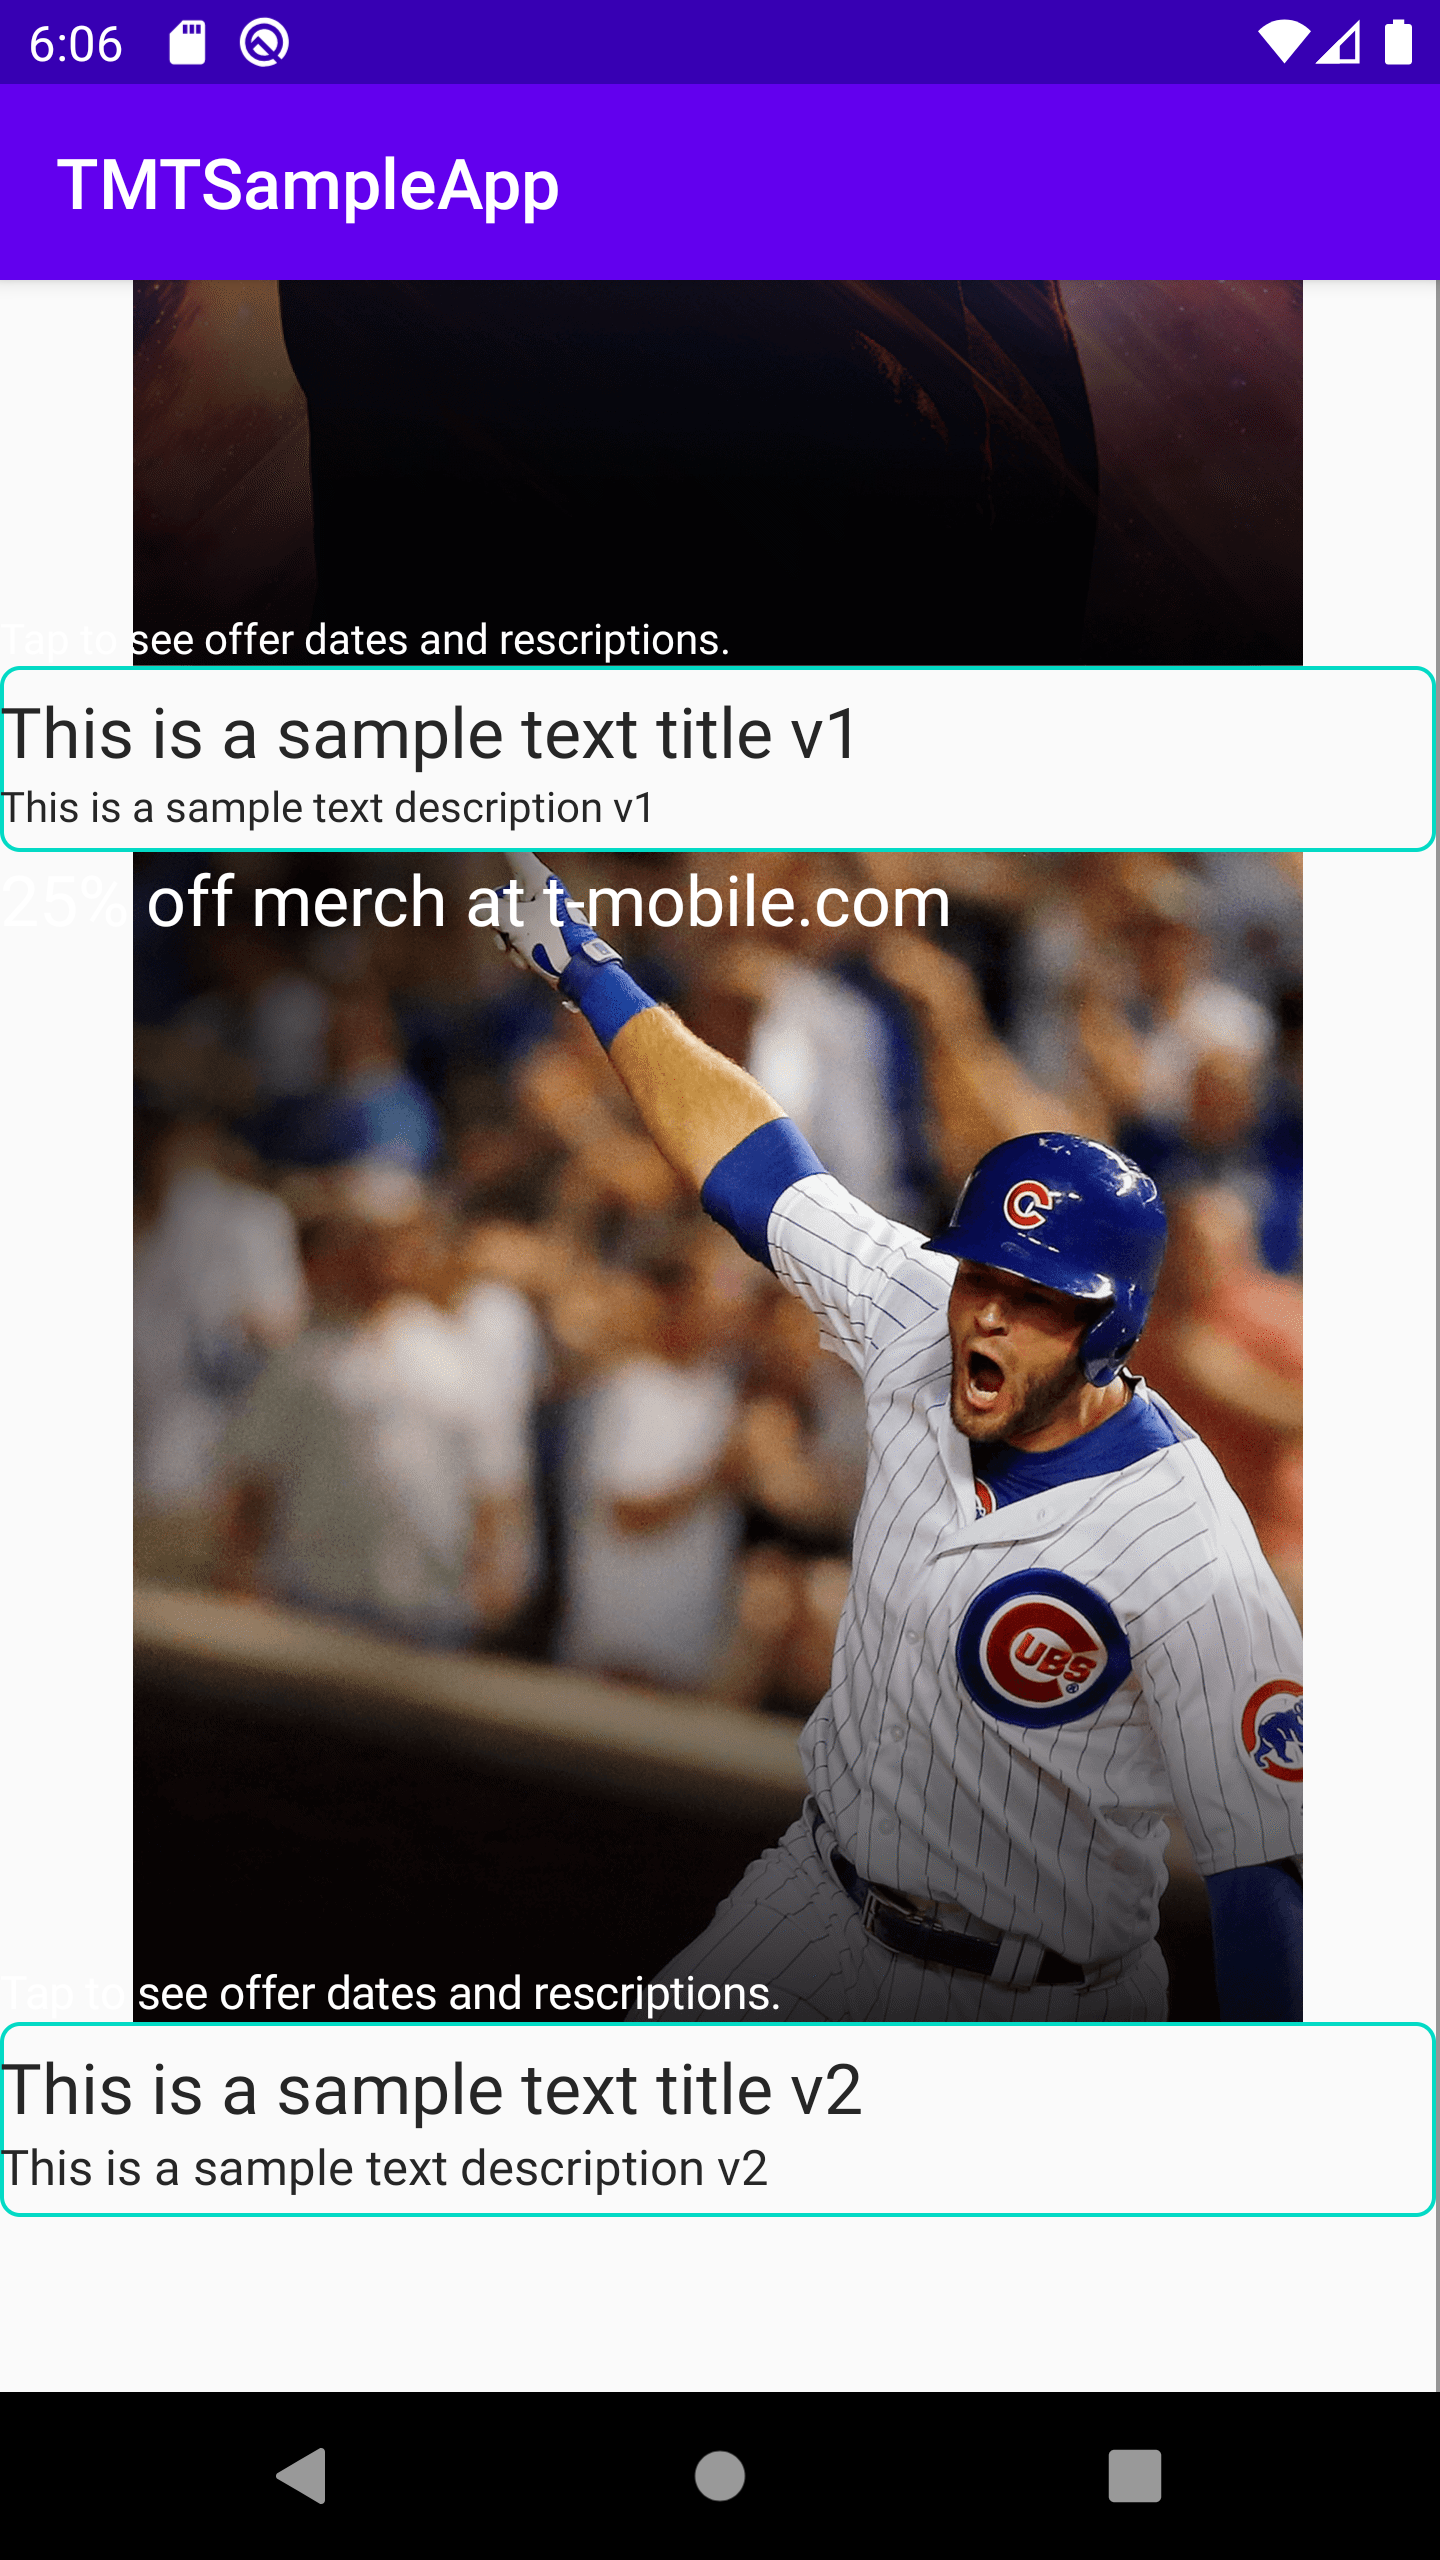 6:06
TMTSampleApp
Tap to see offer dates and rescriptions.
This is a sample text title v1
This is a sample text description v1
25% off merch at t-mobile.com
C
CUBS
Tap to see offer dates and rescriptions.
This is a sample text title v2
This is a sample text description v2